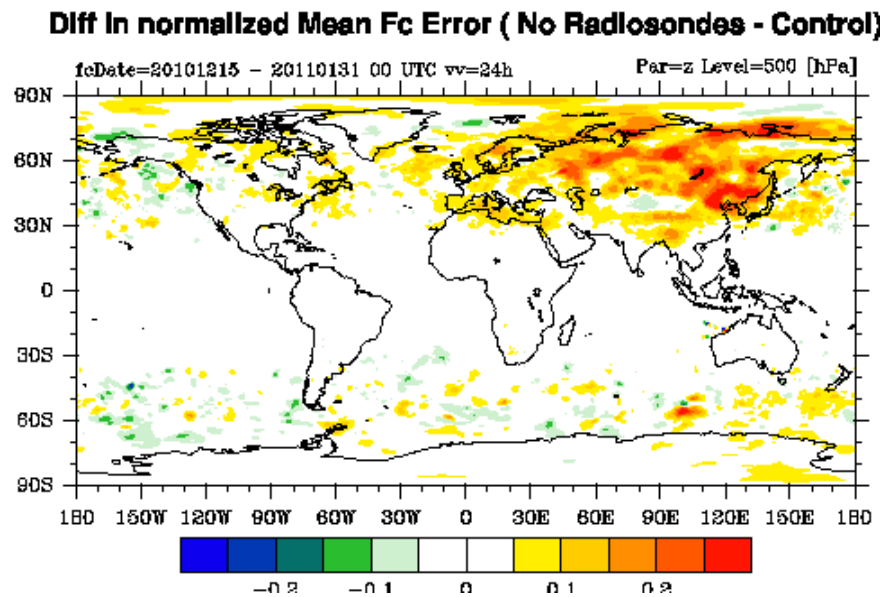 Diff in normalized Mean Fc Error ( No Radiosondes - Control)
fcDate=20101215 - 20110131 00 UTC vv=24h Par=z Level=500 [hPa]
90N
60N
30N
0
30S
60S
90S
180 150W 120W 90W 60W 30W 0 30E 60E 90E 120E 150E 180
-0.2 -0.1 0 0.1 0.2